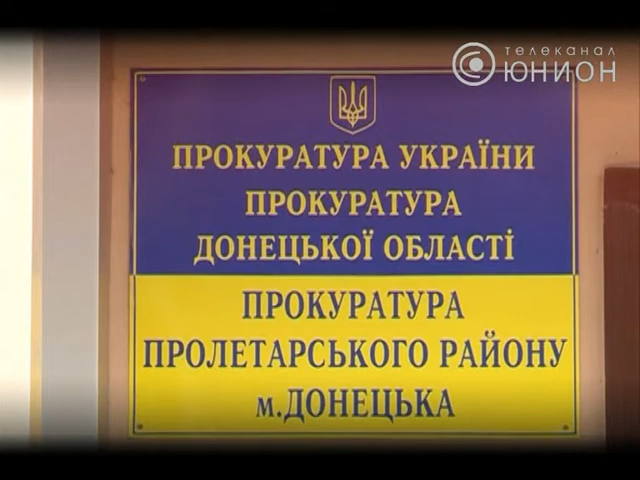 телеканал
ЮНИОН
ПРОКУРАТУРА УКРАЇНИ
ПРОКУРАТУРА
ДОНЕЦЬКОЇ ОБЛАСТІ
ПРОКУРАТУРА
ПРОЛЕТАРСЬКОГО РАЙОНУ
м.ДОНЕЦЬКА